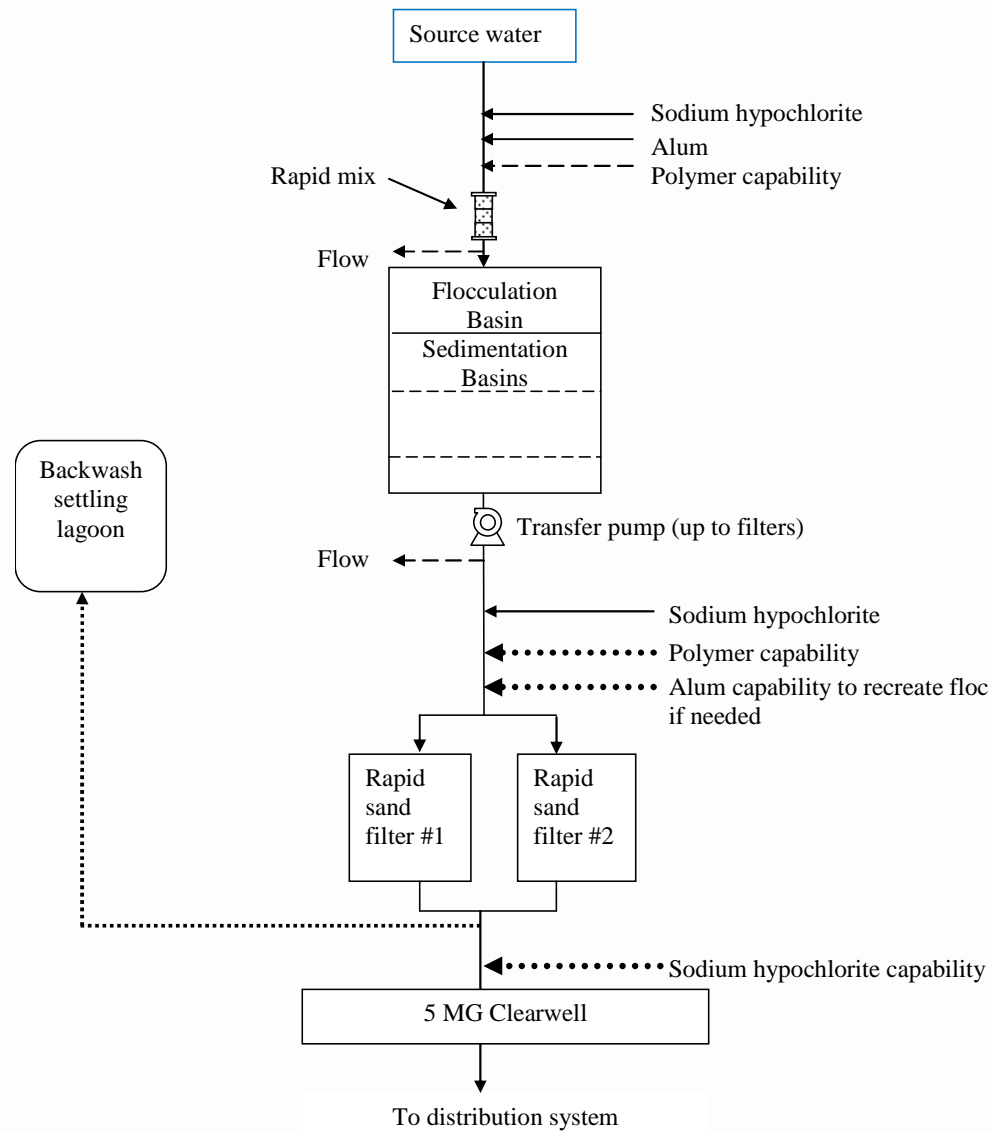 Source water
Sodium hypochlorite
Alum
Polymer capability
Rapid mix
Flow
Flocculation
Basin
Sedimentation
Basins
Backwash
settling
lagoon
Transfer pump (up to filters)
Flow
Sodium hypochlorite
Polymer capability
Alum capability to recreate floc
if needed
Rapid
sand
filter #1
Rapid
sand
filter #2
Sodium hypochlorite capability
5 MG Clearwell
To distribution system